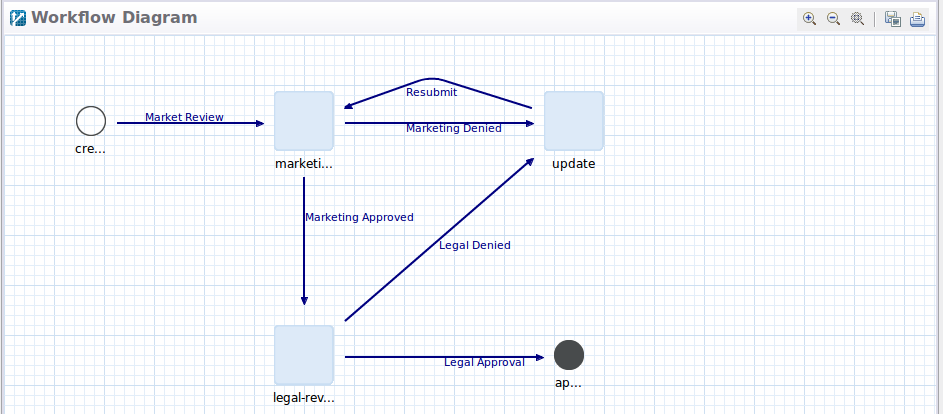 Workflow Diagram
Resubmit
Market Review
Marketing Denied
cre...
marketi...
update
Marketing Approved
Legal Denied
Legal Approval
ap...
legal-rev...